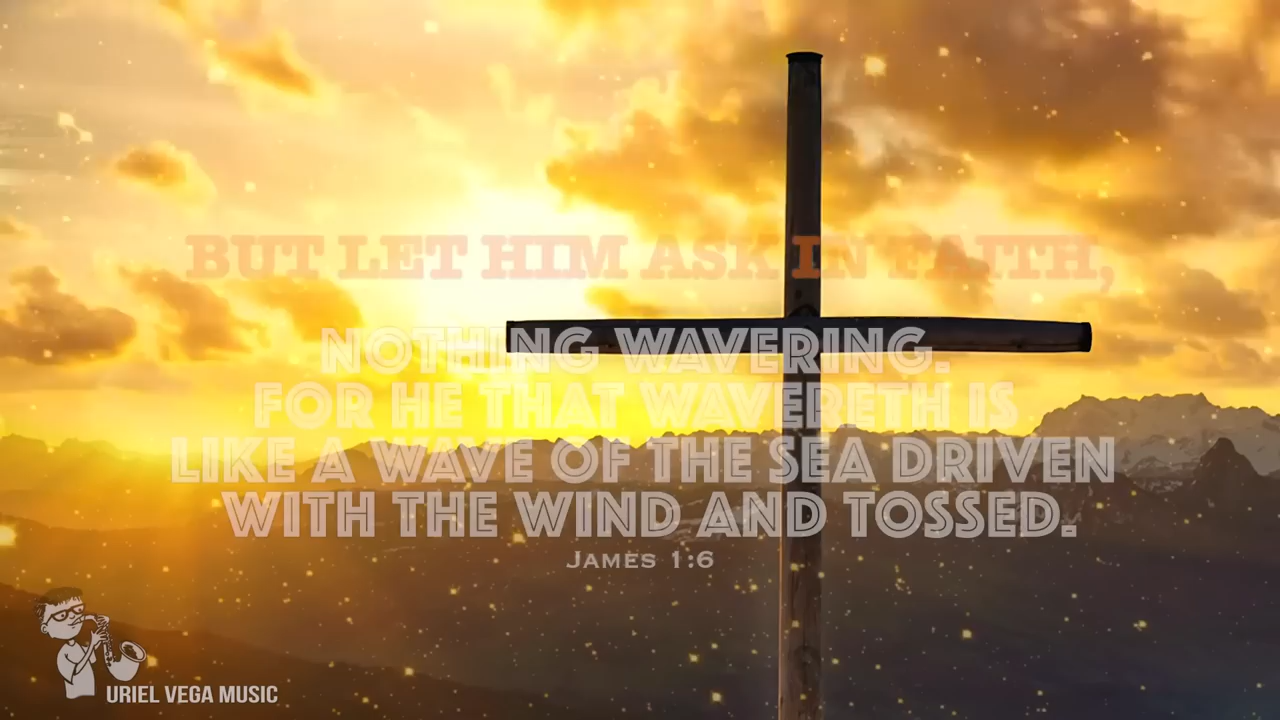 BUT LET HIM ASK IN FAITH,
NOTHING WAVERING.
FOR HE THAT WAVERETH IS
LIKE A WAVE OF THE SEA DRIVEN
WITH THE WIND AND TOSSED.
JAMES 1:6
URIEL VEGA MUSIC